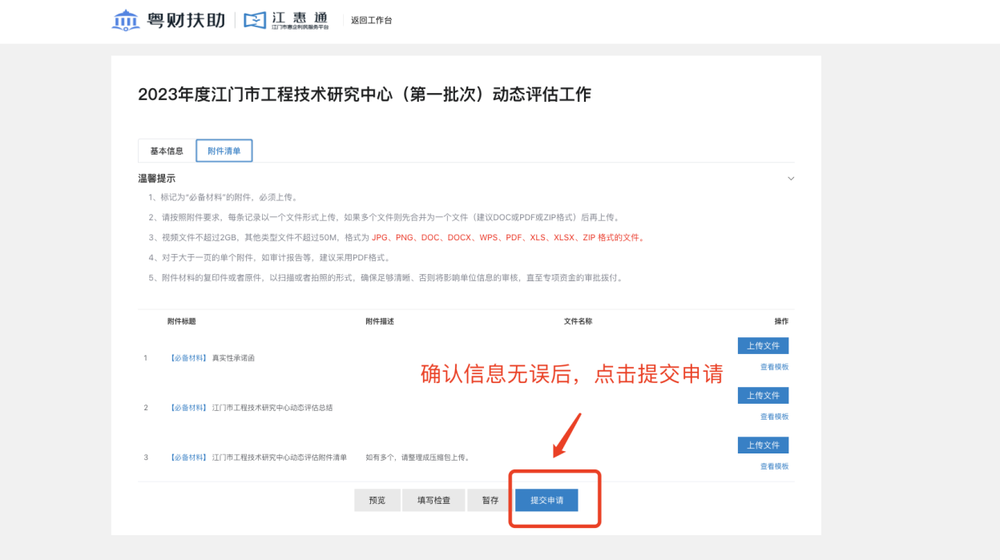 粤财扶助 江惠通 返回工作台
江门市惠企利民服务平台
2023年度江门市工程技术研究中心（第一批次）动态评估工作
基本信息 附件清单
温馨提示
1、标记为“必备材料”的附件，必须上传。
2、请按照附件要求，每条记录以一个文件形式上传，如果多个文件则先合并为一个文件（建议DOC或PDF或ZIP格式）后再上传。
3、视频文件不超过2GB，其他类型文件不超过50M，格式为 JPG、PNG、DOC、DOCX、WPS、PDF、XLS、XLSX、ZIP 格式的文件。
4、对于大于一页的单个附件，如审计报告等，建议采用PDF格式。
5、附件材料的复印件或者原件，以扫描或者拍照的形式，确保足够清晰、否则将影响单位信息的审核，直至专项资金的审批拨付。
附件标题 附件描述 文件名称 操作
上传文件
1 【必备材料】 真实性承诺函
查看模板
确认信息无误后，点击提交申请
上传文件
2 【必备材料】 江门市工程技术研究中心动态评估总结
查看模板
上传文件
3 【必备材料】 江门市工程技术研究中心动态评估附件清单 如有多个，请整理成压缩包上传。
查看模板
预览 填写检查 暂存 提交申请